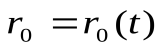 r₀ = r₀(t)